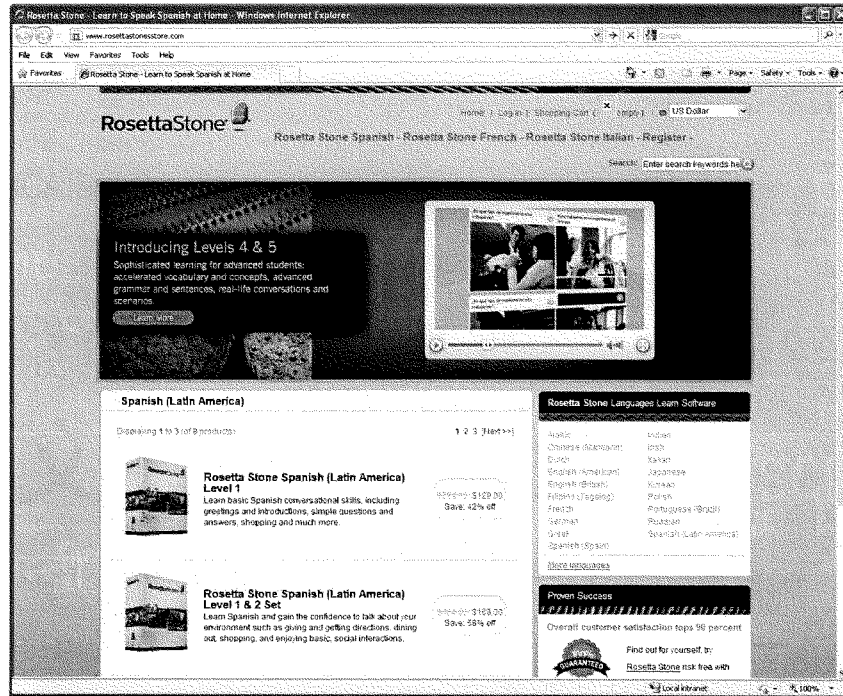 Rosetta Stone - Learn to Speak Spanish at Home - Windows Internet Explorer
www.rosettastonesstore.com
File Edit View Favorites Tools Help
Favorites Rosetta Stone - Learn to Speak Spanish at Home Page Safety Tools
RosettaStone
Home | Log in | Shopping Cart ( empty) US Dollar
Rosetta Stone Spanish - Rosetta Stone French - Rosetta Stone Italian - Register -
Search: Enter search keywords he
Introducing Levels 4 & 5
Sophisticated learning for advanced students:
accelerated vocabulary and concepts, advanced
grammar and sentences, real-life conversations and
scenarios.
Learn More
Spanish (Latin America)
Displaying 1 to 3 (of 9 products) 1 2 3 [Next>>]
Rosetta Stone Spanish (Latin America)
Level 1
Learn basic Spanish conversational skills, including
greetings and introductions, simple questions and
answers, shopping and much more.
$129.00
Save: 42% off
Rosetta Stone Spanish (Latin America)
Level 1 & 2 Set
Learn Spanish and gain the confidence to talk about your
environment such as giving and getting directions, dining
out, shopping, and enjoying basic, social interactions.
Rosetta Stone Languages Learn Software
Arabic
Chinese (Mandarin)
Dutch
English (American)
English (British)
Filipino (Tagalog)
French
German
Greek
Spanish (Spain)
Irish
Italian
Japanese
Korean
Polish
Portuguese (Brazil)
Russian
Spanish (Latin America)
More languages
Proven Success
Overall customer satisfaction tops 90 percent
GUARANTEED
Find out for yourself, try
Rosetta Stone risk free with
Local intranet 100%